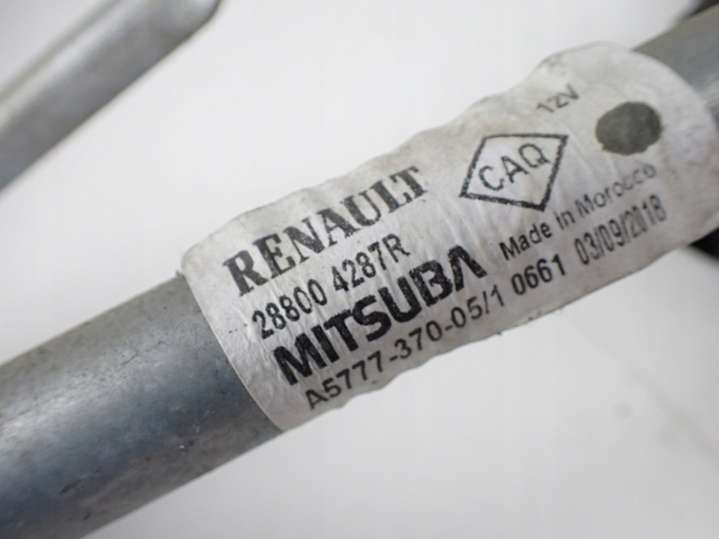 RENAULT
28800 4287R
MITSUBA
A5777-370-05/1 0661
CAQ
12V
Made In Morocco
03/09/2018